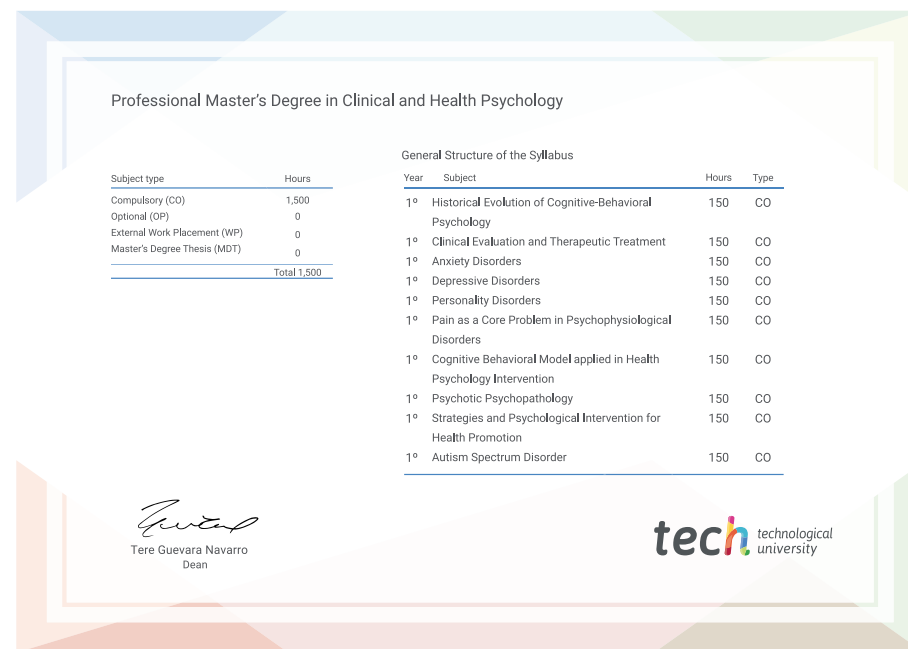 Professional Master's Degree in Clinical and Health Psychology
Subject type Hours
Compulsory (CO) 1,500
Optional (OP) 0
External Work Placement (WP) 0
Master's Degree Thesis (MDT) 0
Total 1,500
General Structure of the Syllabus
Year Subject Hours Type
1º Historical Evolution of Cognitive-Behavioral 150 CO
Psychology
1º Clinical Evaluation and Therapeutic Treatment 150 CO
1º Anxiety Disorders 150 CO
1º Depressive Disorders 150 CO
1º Personality Disorders 150 CO
1º Pain as a Core Problem in Psychophysiological 150 CO
Disorders
1º Cognitive Behavioral Model applied in Health 150 CO
Psychology Intervention
1º Psychotic Psychopathology 150 CO
1º Strategies and Psychological Intervention for 150 CO
Health Promotion
1º Autism Spectrum Disorder 150 CO
Tere Guevara Navarro
Dean
tech technological
university